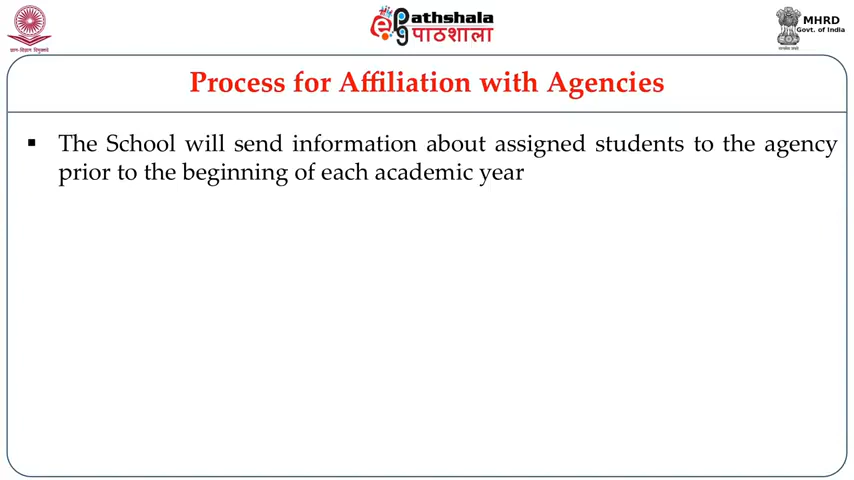 ePathshala
पाठशाला
MHRD
Govt. of India
Process for Affiliation with Agencies
▪ The School will send information about assigned students to the agency
prior to the beginning of each academic year